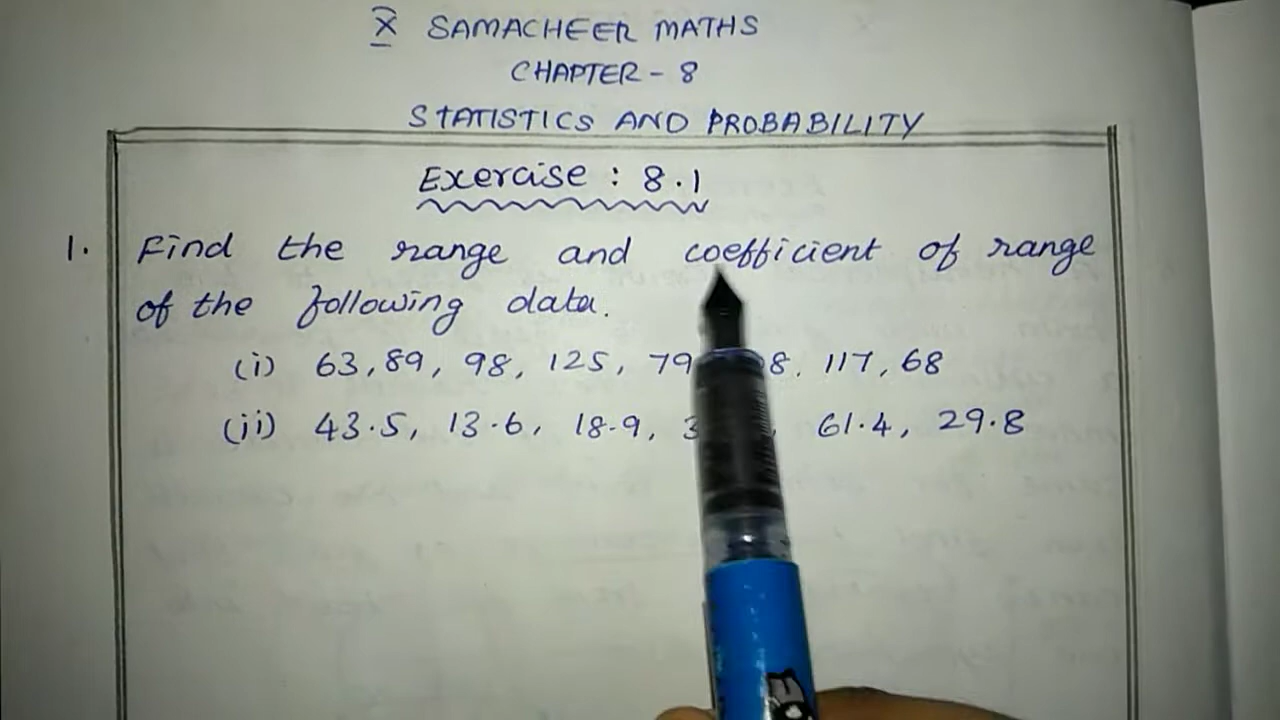 X SAMACHEER MATHS
CHAPTER - 8
STATISTICS AND PROBABILITY
Exercise : 8.1
1. Find the range and coefficient of range
of the following data.
(i) 63, 89, 98, 125, 79 8, 117, 68
(ii) 43.5, 13.6, 18.9, 3 61.4, 29.8